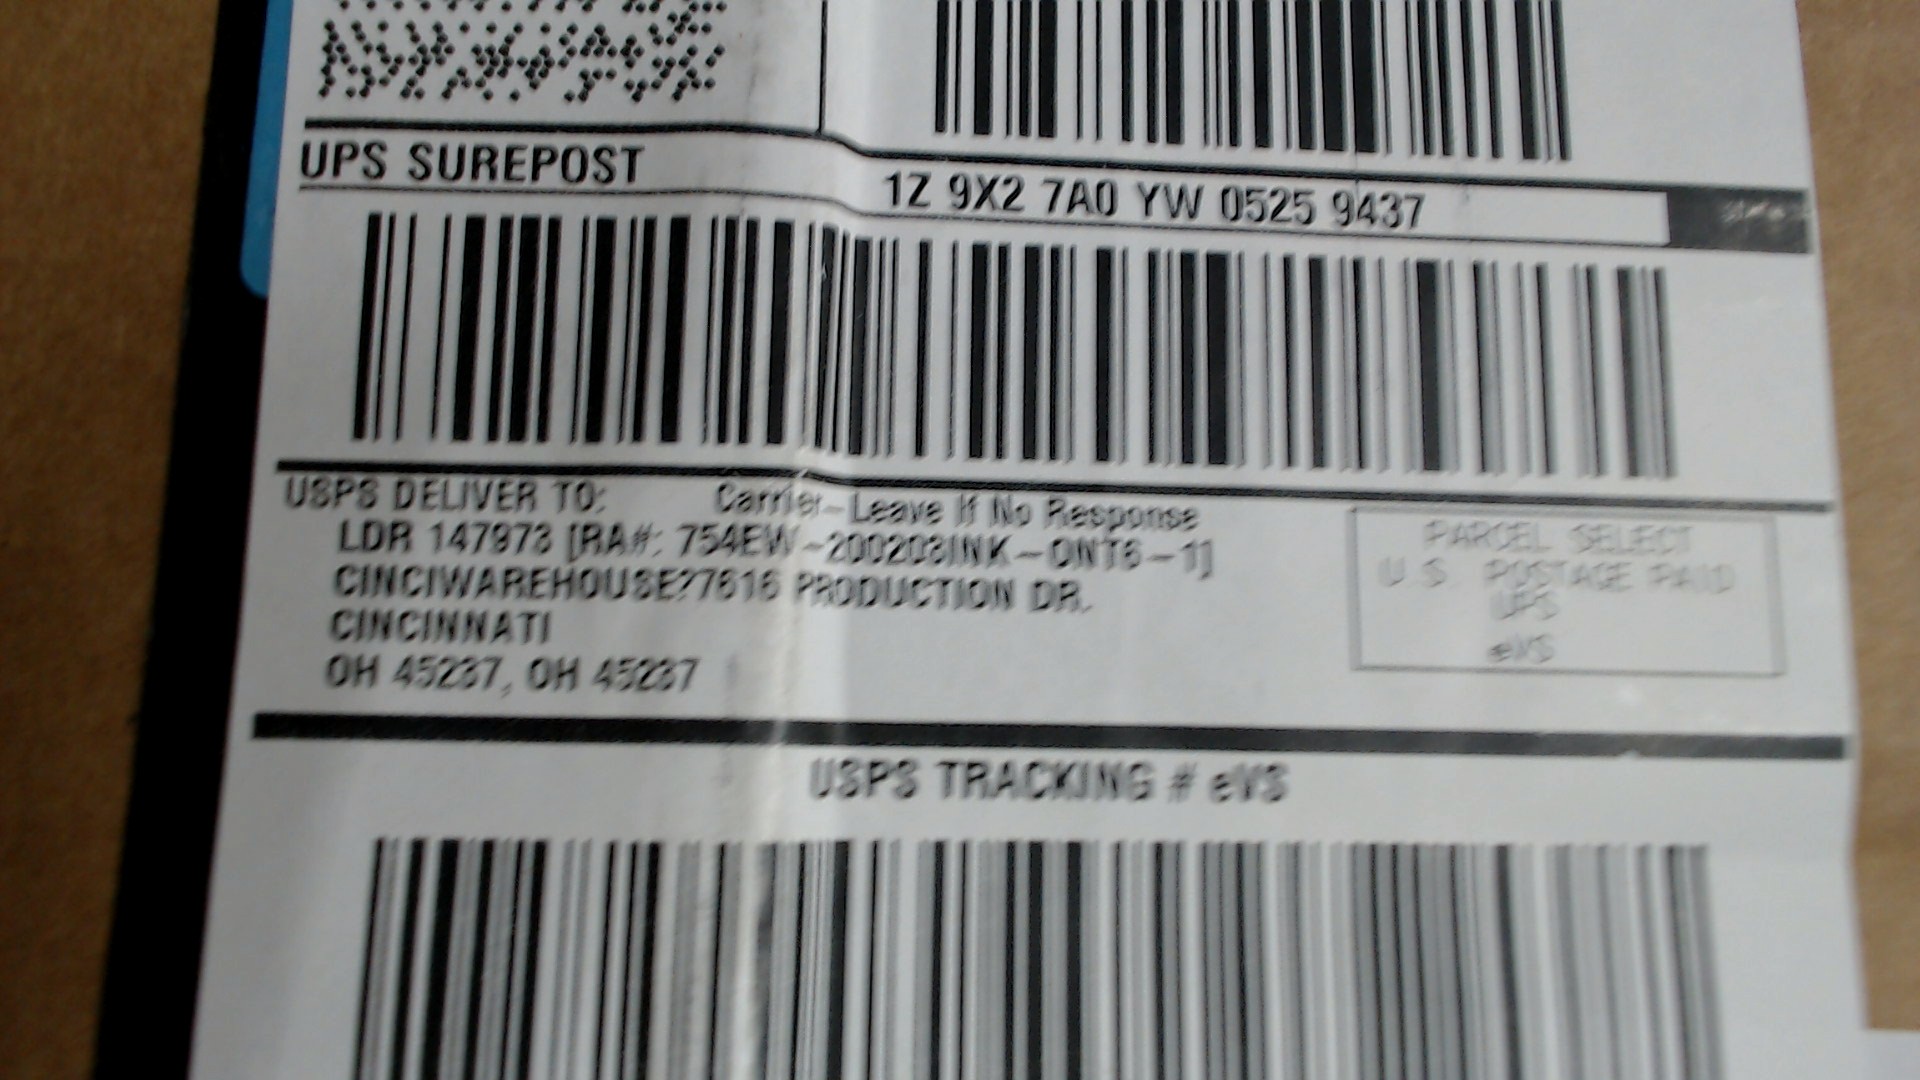 UPS SUREPOST
1Z 9X2 7A0 YW 0525 9437
USPS DELIVER TO: Carrier-Leave If No Response
LDR 147973 [RA#: 754EW-200203INK-ONT6-1]
CINCIWAREHOUSE?7616 PRODUCTION DR.
CINCINNATI
OH 45237, OH 45237
PARCEL SELECT
U.S. POSTAGE PAID
UPS
eVS
USPS TRACKING # eVS